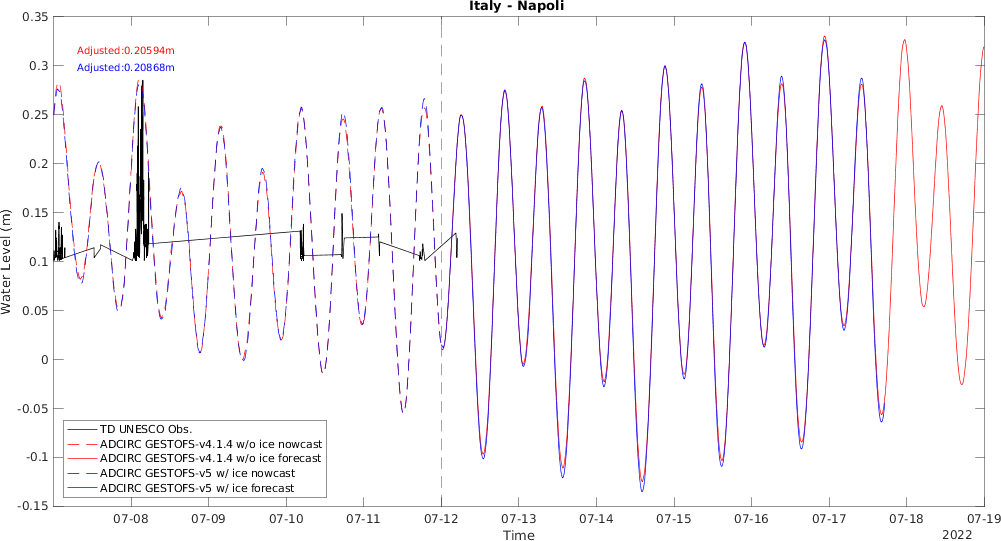 Italy - Napoli
Adjusted:0.20594m
Adjusted:0.20868m
Water Level (m)
0.35
0.3
0.25
0.2
0.15
0.1
0.05
0
-0.05
-0.1
-0.15
TD UNESCO Obs.
ADCIRC GESTOFS-v4.1.4 w/o ice nowcast
ADCIRC GESTOFS-v4.1.4 w/o ice forecast
ADCIRC GESTOFS-v5 w/ ice nowcast
ADCIRC GESTOFS-v5 w/ ice forecast
07-08 07-09 07-10 07-11 07-12 07-13 07-14 07-15 07-16 07-17 07-18 07-19
Time
2022